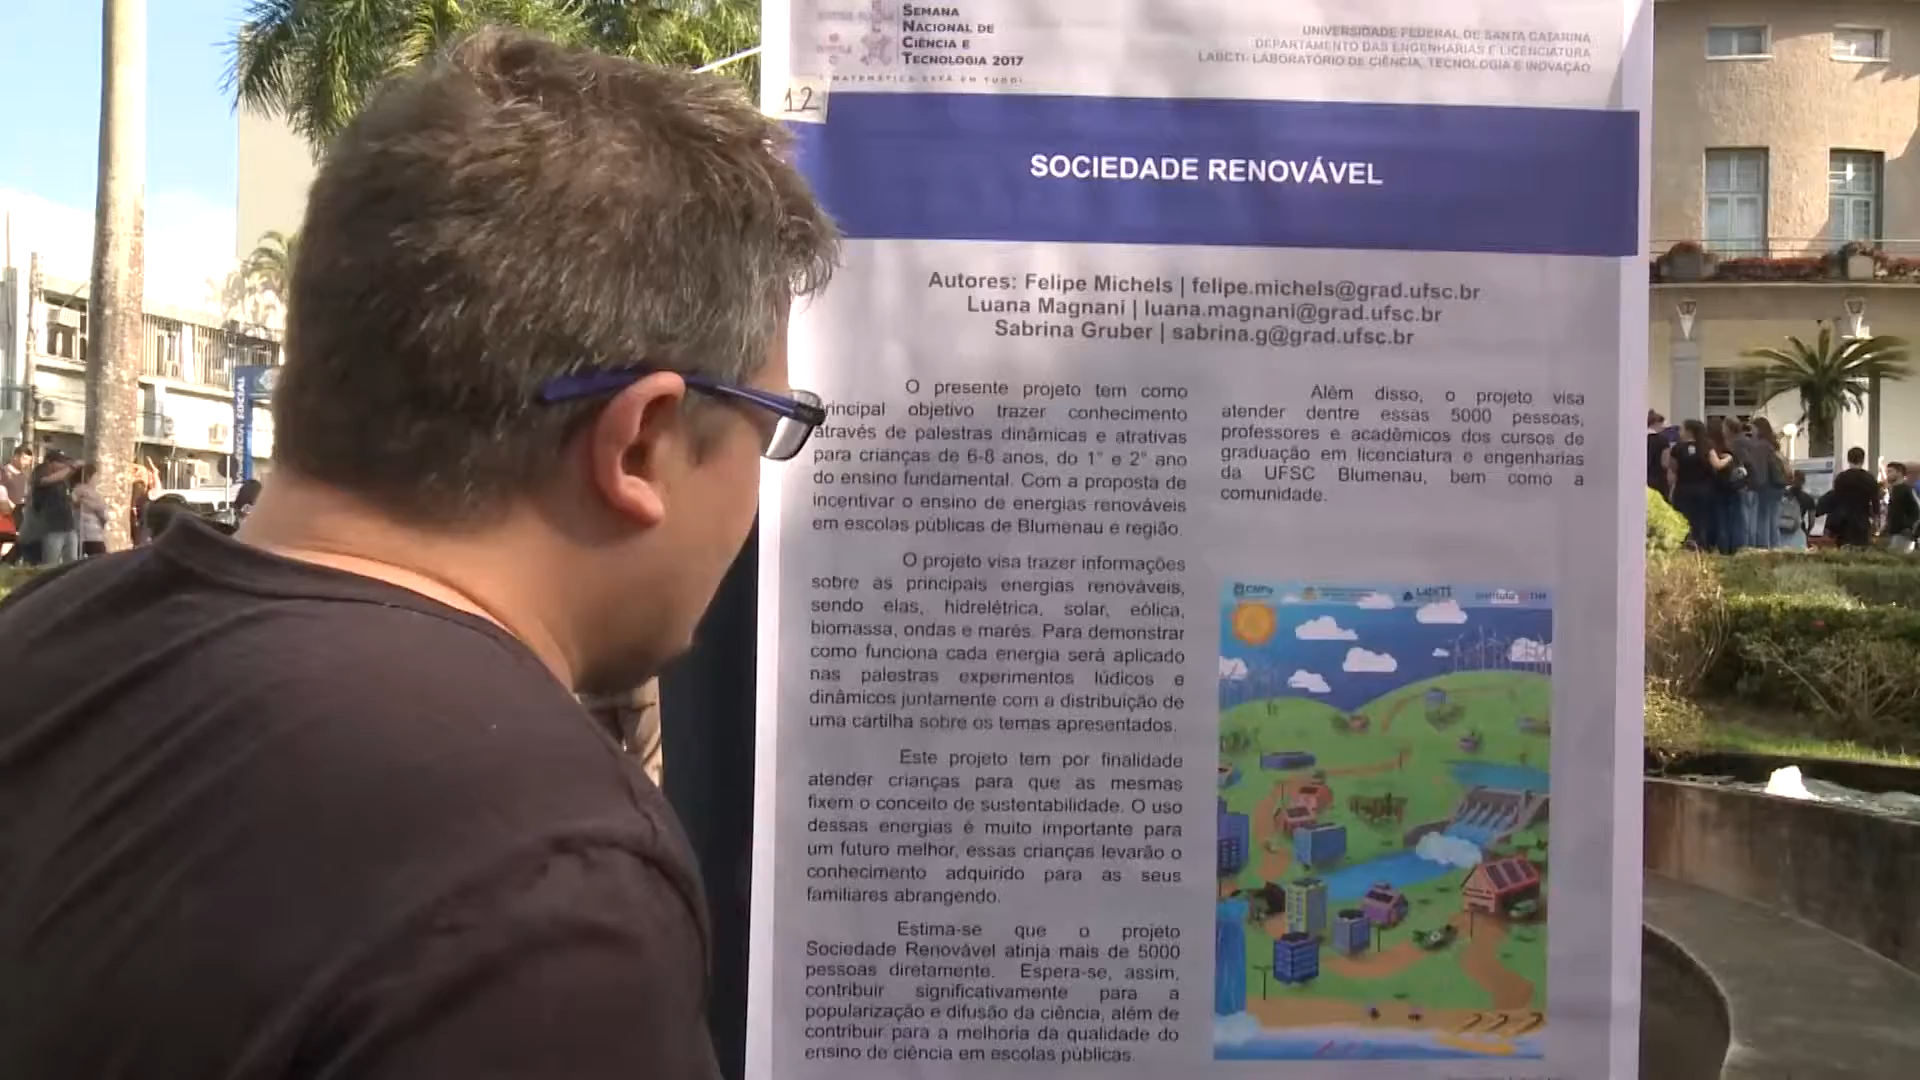 SEMANA
NACIONAL DE
CIÊNCIA E
TECNOLOGIA 2017
A MATEMÁTICA ESTÁ EM TUDO
UNIVERSIDADE FEDERAL DE SANTA CATARINA
DEPARTAMENTO DAS ENGENHARIAS E LICENCIATURA
LABCTI- LABORATÓRIO DE CIÊNCIA, TECNOLOGIA E INOVAÇÃO
12
SOCIEDADE RENOVÁVEL
Autores: Felipe Michels | felipe.michels@grad.ufsc.br
Luana Magnani | luana.magnani@grad.ufsc.br
Sabrina Gruber | sabrina.g@grad.ufsc.br
O presente projeto tem como
principal objetivo trazer conhecimento
através de palestras dinâmicas e atrativas
para crianças de 6-8 anos, do 1° e 2° ano
do ensino fundamental. Com a proposta de
incentivar o ensino de energias renováveis
em escolas públicas de Blumenau e região.
O projeto visa trazer informações
sobre as principais energias renováveis,
sendo elas, hidrelétrica, solar, eólica,
biomassa, ondas e marés. Para demonstrar
como funciona cada energia será aplicado
nas palestras experimentos lúdicos e
dinâmicos juntamente com a distribuição de
uma cartilha sobre os temas apresentados.
Este projeto tem por finalidade
atender crianças para que as mesmas
fixem o conceito de sustentabilidade. O uso
dessas energias é muito importante para
um futuro melhor, essas crianças levarão o
conhecimento adquirido para as seus
familiares abrangendo.
Estima-se que o projeto
Sociedade Renovável atinja mais de 5000
pessoas diretamente. Espera-se, assim,
contribuir significativamente para a
popularização e difusão da ciência, além de
contribuir para a melhoria da qualidade do
ensino de ciência em escolas públicas.
Além disso, o projeto visa
atender dentre essas 5000 pessoas,
professores e acadêmicos dos cursos de
graduação em licenciatura e engenharias
da UFSC Blumenau, bem como a
comunidade.
CNPq
LabCTI
SOCIAL